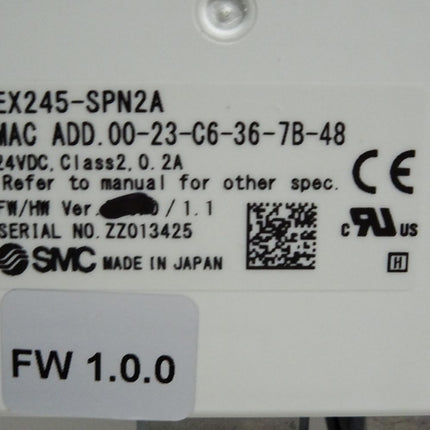 EX245-SPN2A
MAC ADD. 00-23-C6-36-7B-48
24VDC, Class2, 0.2A
Refer to manual for other spec.
FW/HW Ver. /1.1
SERIAL NO. ZZ013425
SMC MADE IN JAPAN
CE
c RU US
H
FW 1.0.0